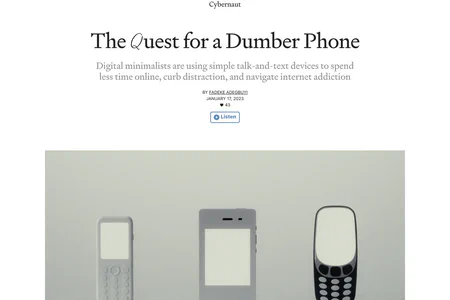 Cybernaut
The Quest for a Dumber Phone
Digital minimalists are using simple talk-and-text devices to spend
less time online, curb distraction, and navigate internet addiction
BY FADEKE ADEGBUYI
JANUARY 17, 2023
♥ 43
Listen